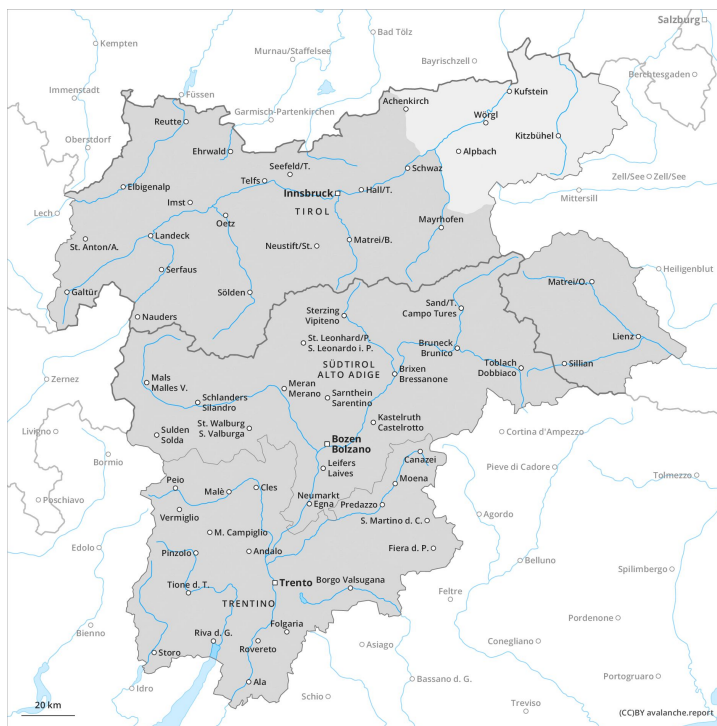 Salzburg
Kempten
Bad Tölz
Murnau/Staffelsee
Bayrischzell
Berchtesgaden
Immenstadt
Füssen
Kufstein
Garmisch-Partenkirchen
Achenkirch
Reutte
Wörgl
Oberstdorf
Kitzbühel
Ehrwald
Alpbach
Seefeld/T.
Schwaz
Zell/See
Zell/See
Telfs
Elbigenalp
Innsbruck
Hall/T.
Mittersill
Imst
TIROL
Lech
Oetz
Mayrhofen
Landeck
St. Anton/A.
Neustift/St.
Matrei/B.
Serfaus
Heiligenblut
Matrei/O.
Galtür
Sölden
Sand/T.
Campo Tures
Nauders
Sterzing
Vipiteno
Lienz
St. Leonhard/P.
S. Leonardo i. P.
Bruneck
Brunico
Toblach
Dobbiaco
Sillian
SÜDTIROL
ALTO ADIGE
Brixen
Bressanone
Zernez
Mals
Malles V.
Meran
Merano
Sarnthein
Sarentino
Schlanders
Silandro
Kastelruth
Castelrotto
Livigno
St. Walburg
S. Valburga
Sulden
Solda
Cortina d'Ampezzo
Bozen
Bolzano
Bormio
Canazei
Pieve di Cadore
Leifers
Laives
Tolmezzo
Moena
Peio
Malè
Cles
Neumarkt
Egna
Predazzo
Poschiavo
Vermiglio
S. Martino d. C.
Agordo
M. Campiglio
Edolo
Pinzolo
Andalo
Fiera d. P.
Belluno
Spilimbergo
Trento
Borgo Valsugana
Tione d. T.
Feltre
TRENTINO
Pordenone
Bienno
Folgaria
Riva d. G.
Rovereto
Asiago
Conegliano
Storo
Portogruaro
Ala
Bassano d. G.
Idro
Schio
Treviso
20 km
(CC)BY avalanche.report